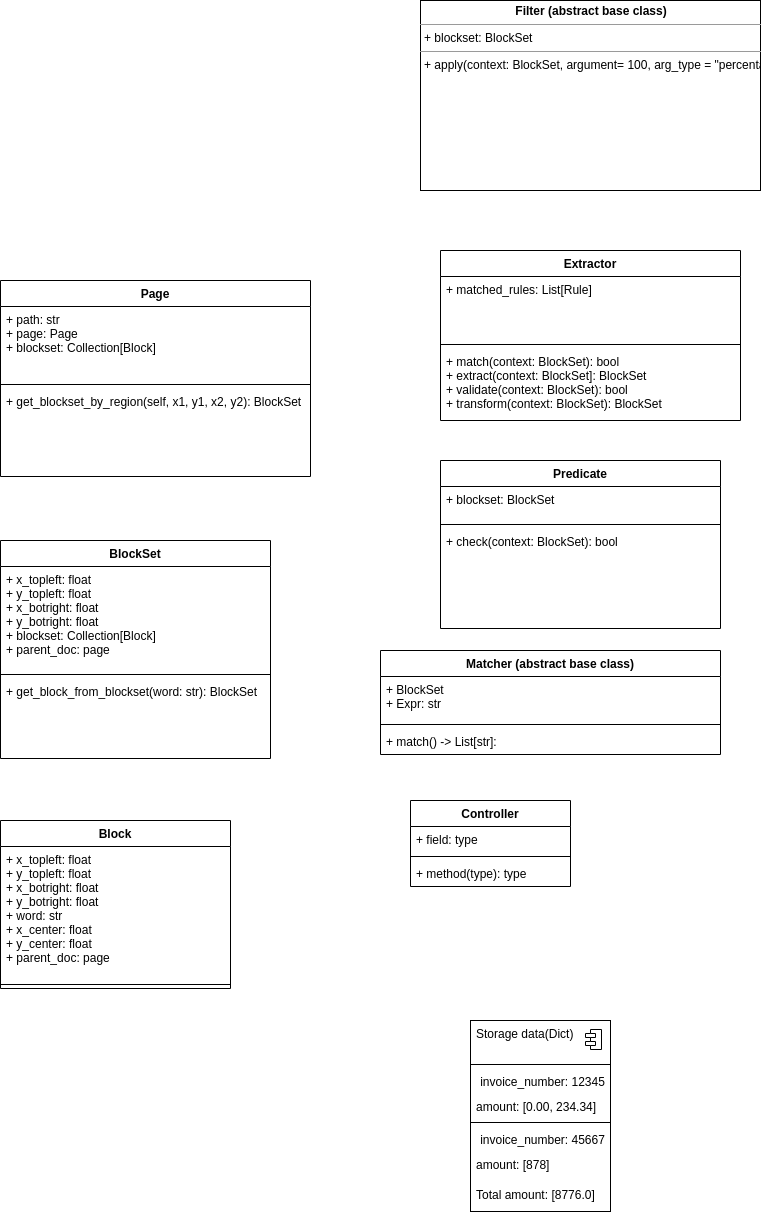 Filter (abstract base class)
+ blockset: BlockSet
+ apply(context: BlockSet, argument= 100, arg_type = "percenta
Page
+ path: str
+ page: Page
+ blockset: Collection[Block]
+ get_blockset_by_region(self, x1, y1, x2, y2): BlockSet
BlockSet
+ x_topleft: float
+ y_topleft: float
+ x_botright: float
+ y_botright: float
+ blockset: Collection[Block]
+ parent_doc: page
+ get_block_from_blockset(word: str): BlockSet
Block
+ x_topleft: float
+ y_topleft: float
+ x_botright: float
+ y_botright: float
+ word: str
+ x_center: float
+ y_center: float
+ parent_doc: page
Extractor
+ matched_rules: List[Rule]
+ match(context: BlockSet): bool
+ extract(context: BlockSet]: BlockSet
+ validate(context: BlockSet): bool
+ transform(context: BlockSet): BlockSet
Predicate
+ blockset: BlockSet
+ check(context: BlockSet): bool
Matcher (abstract base class)
+ BlockSet
+ Expr: str
+ match() -> List[str]:
Controller
+ field: type
+ method(type): type
Storage data(Dict)
invoice_number: 12345
amount: [0.00, 234.34]
invoice_number: 45667
amount: [878]
Total amount: [8776.0]